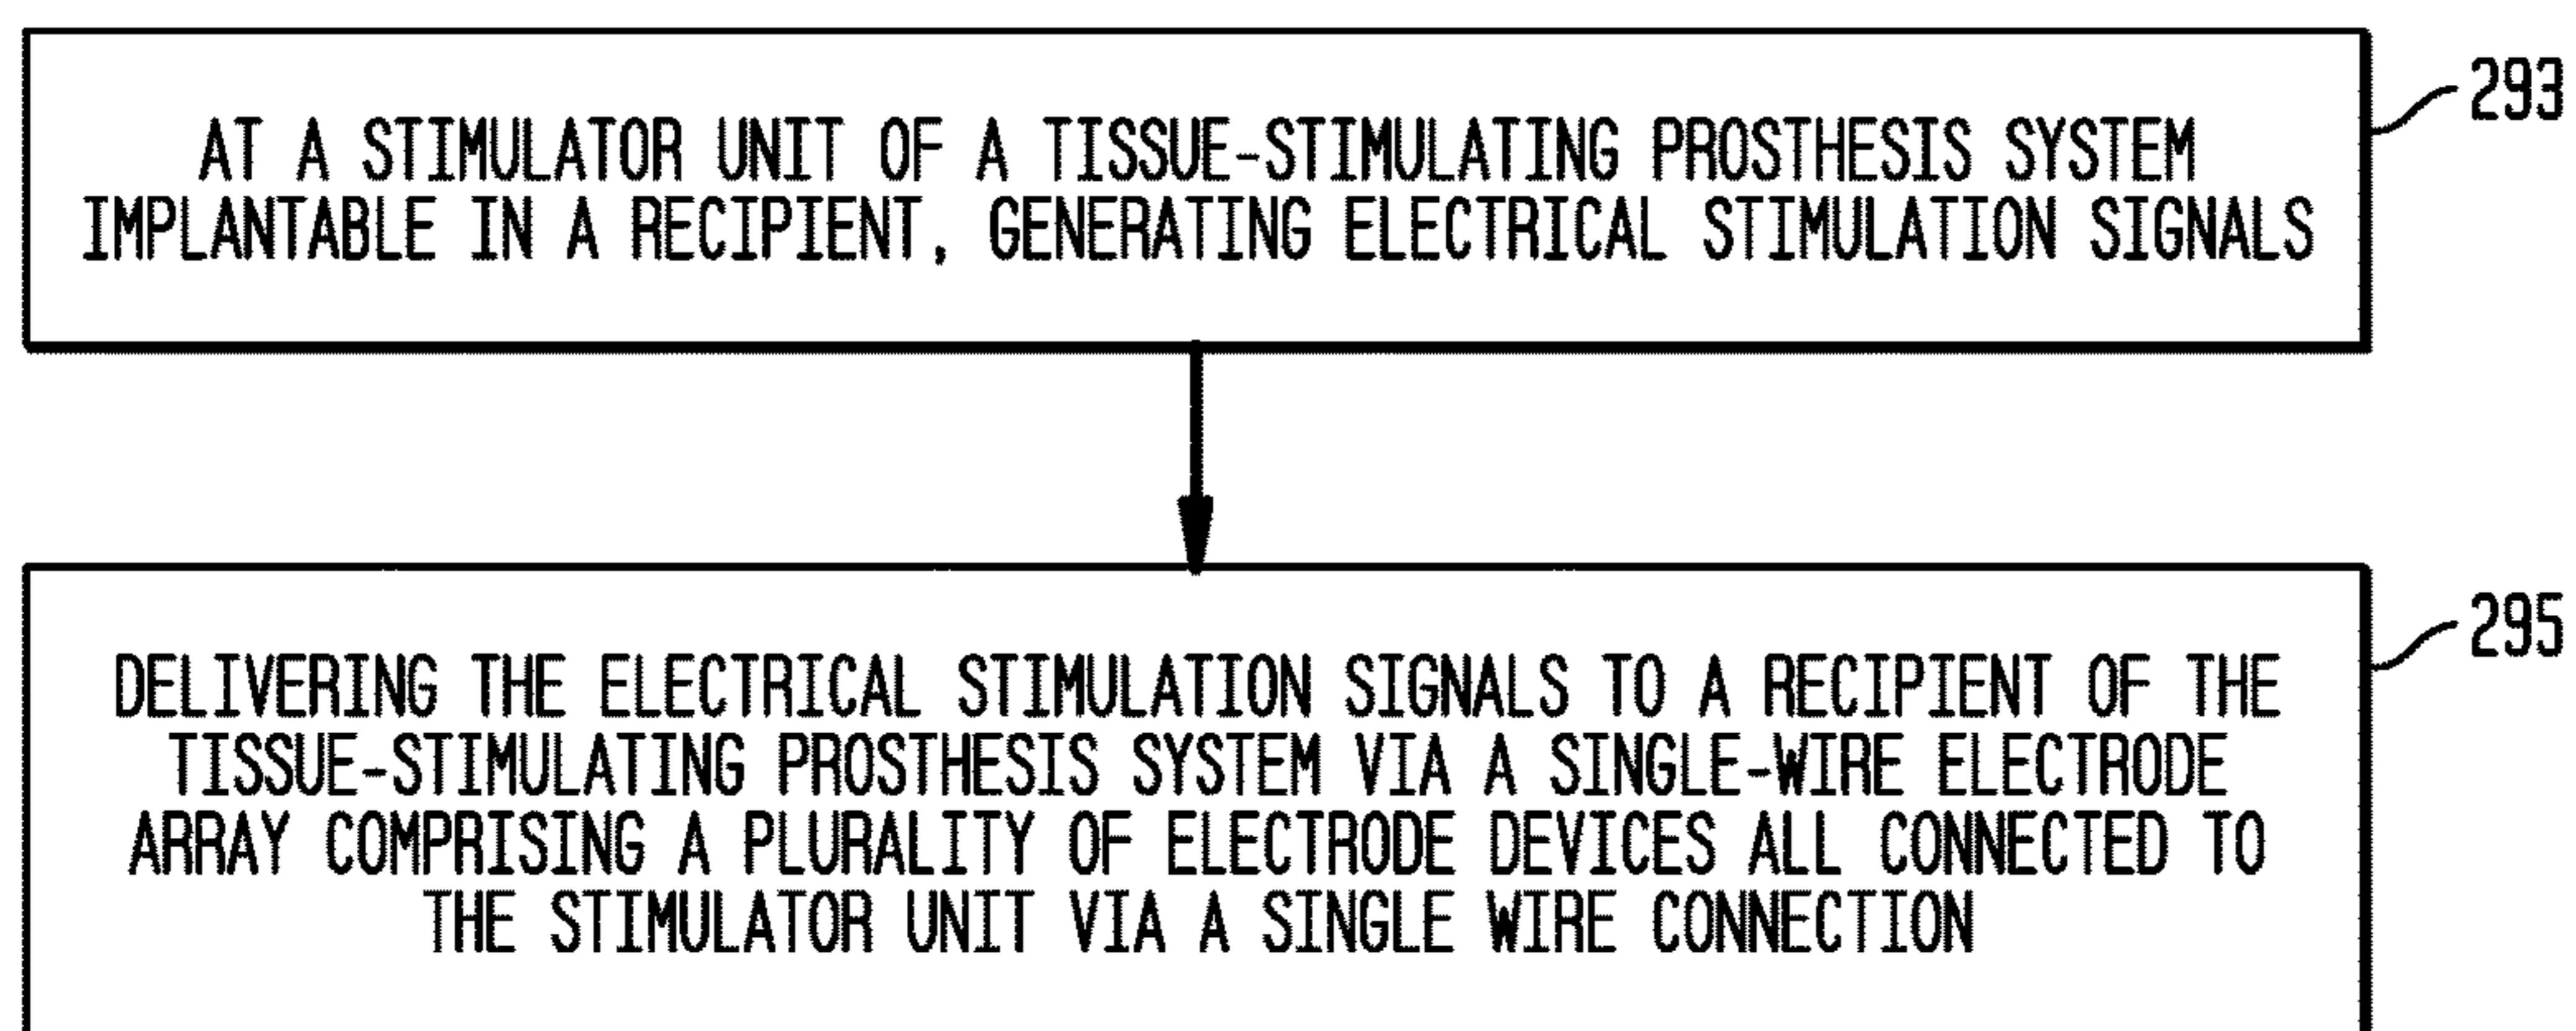 293
AT A STIMULATOR UNIT OF A TISSUE-STIMULATING PROSTHESIS SYSTEM
IMPLANTABLE IN A RECIPIENT, GENERATING ELECTRICAL STIMULATION SIGNALS
295
DELIVERING THE ELECTRICAL STIMULATION SIGNALS TO A RECIPIENT OF THE
TISSUE-STIMULATING PROSTHESIS SYSTEM VIA A SINGLE-WIRE ELECTRODE
ARRAY COMPRISING A PLURALITY OF ELECTRODE DEVICES ALL CONNECTED TO
THE STIMULATOR UNIT VIA A SINGLE WIRE CONNECTION